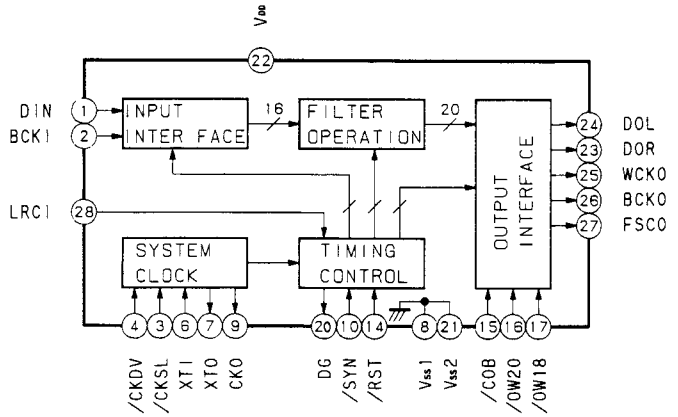 VDD
22
DIN 1 INPUT 16 FILTER 20 24 DOL
BCKI 2 INTER FACE OPERATION 23 DOR
OUTPUT INTERFACE 25 WCKO
26 BCKO
27 FSCO
LRCI 28
SYSTEM CLOCK
TIMING CONTROL
4 3 6 7 9 20 10 14 8 21 15 16 17
/CKDV /CKSL XTI XTO CKO DG /SYN /RST VSS1 VSS2 /COB /OW20 /OW18